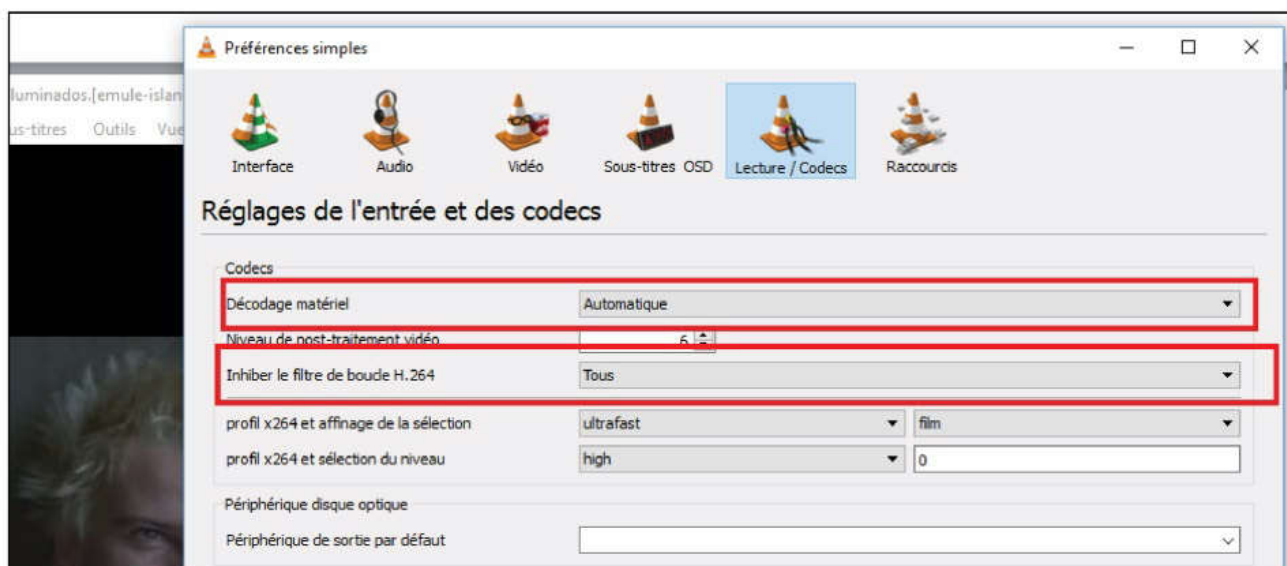 Préférences simples
luminados.[emule-islan
us-titres Outils Vue
Interface Audio Vidéo Sous-titres OSD Lecture / Codecs Raccourcis
Réglages de l'entrée et des codecs
Codecs
Décodage matériel Automatique
Niveau de post-traitement vidéo 6
Inhiber le filtre de boucle H.264 Tous
profil x264 et affinage de la sélection ultrafast film
profil x264 et sélection du niveau high 0
Périphérique disque optique
Périphérique de sortie par défaut